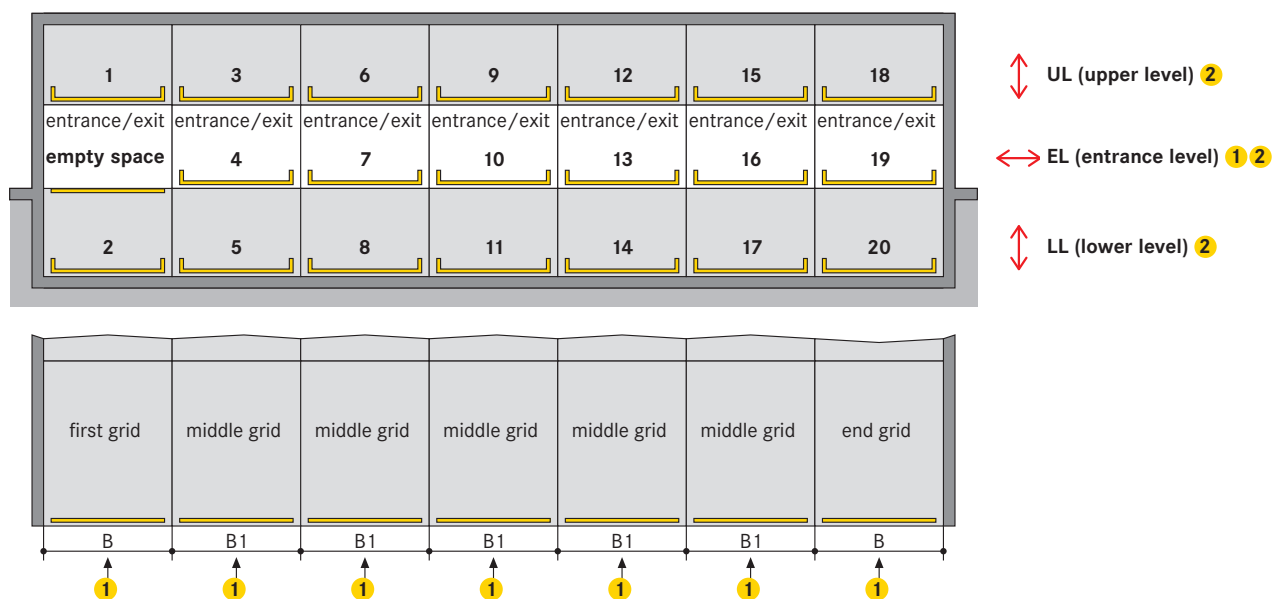 1 3 6 9 12 15 18
UL (upper level) 2
entrance/exit entrance/exit entrance/exit entrance/exit entrance/exit entrance/exit entrance/exit
empty space 4 7 10 13 16 19
EL (entrance level) 1 2
2 5 8 11 14 17 20
LL (lower level) 2
first grid middle grid middle grid middle grid middle grid middle grid end grid
B B1 B1 B1 B1 B1 B
1 1 1 1 1 1 1